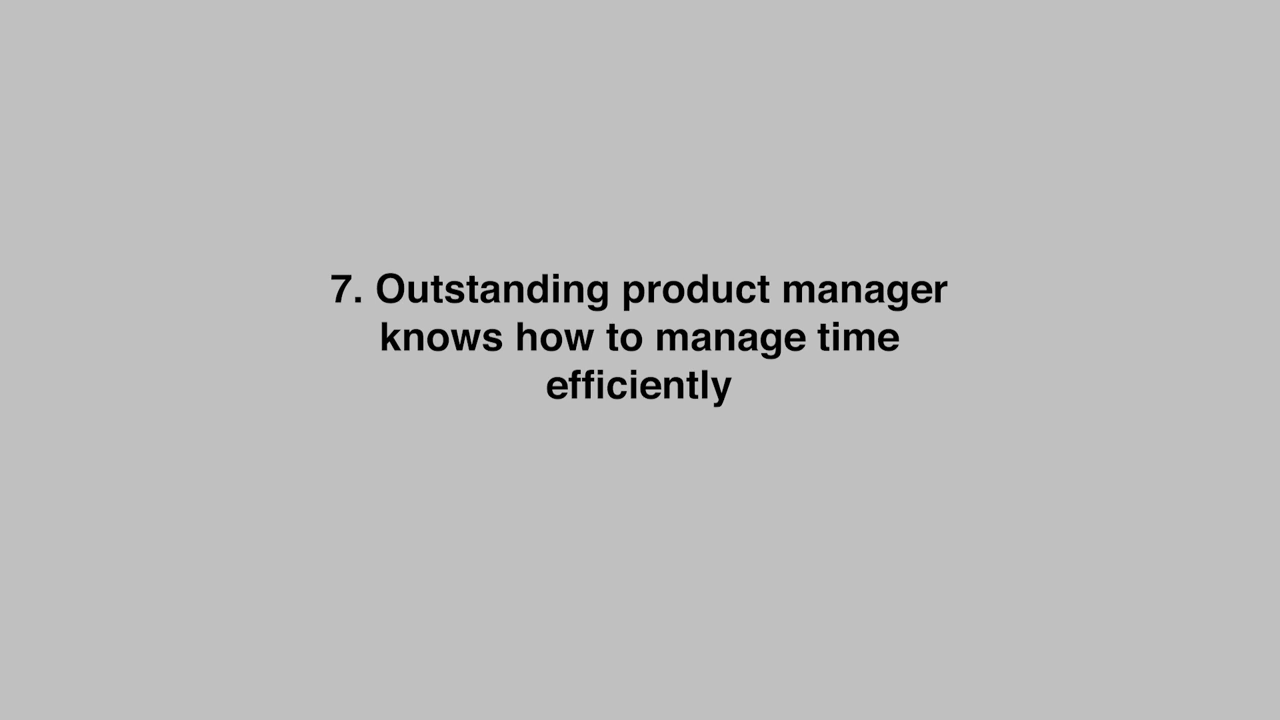 7. Outstanding product manager
knows how to manage time
efficiently